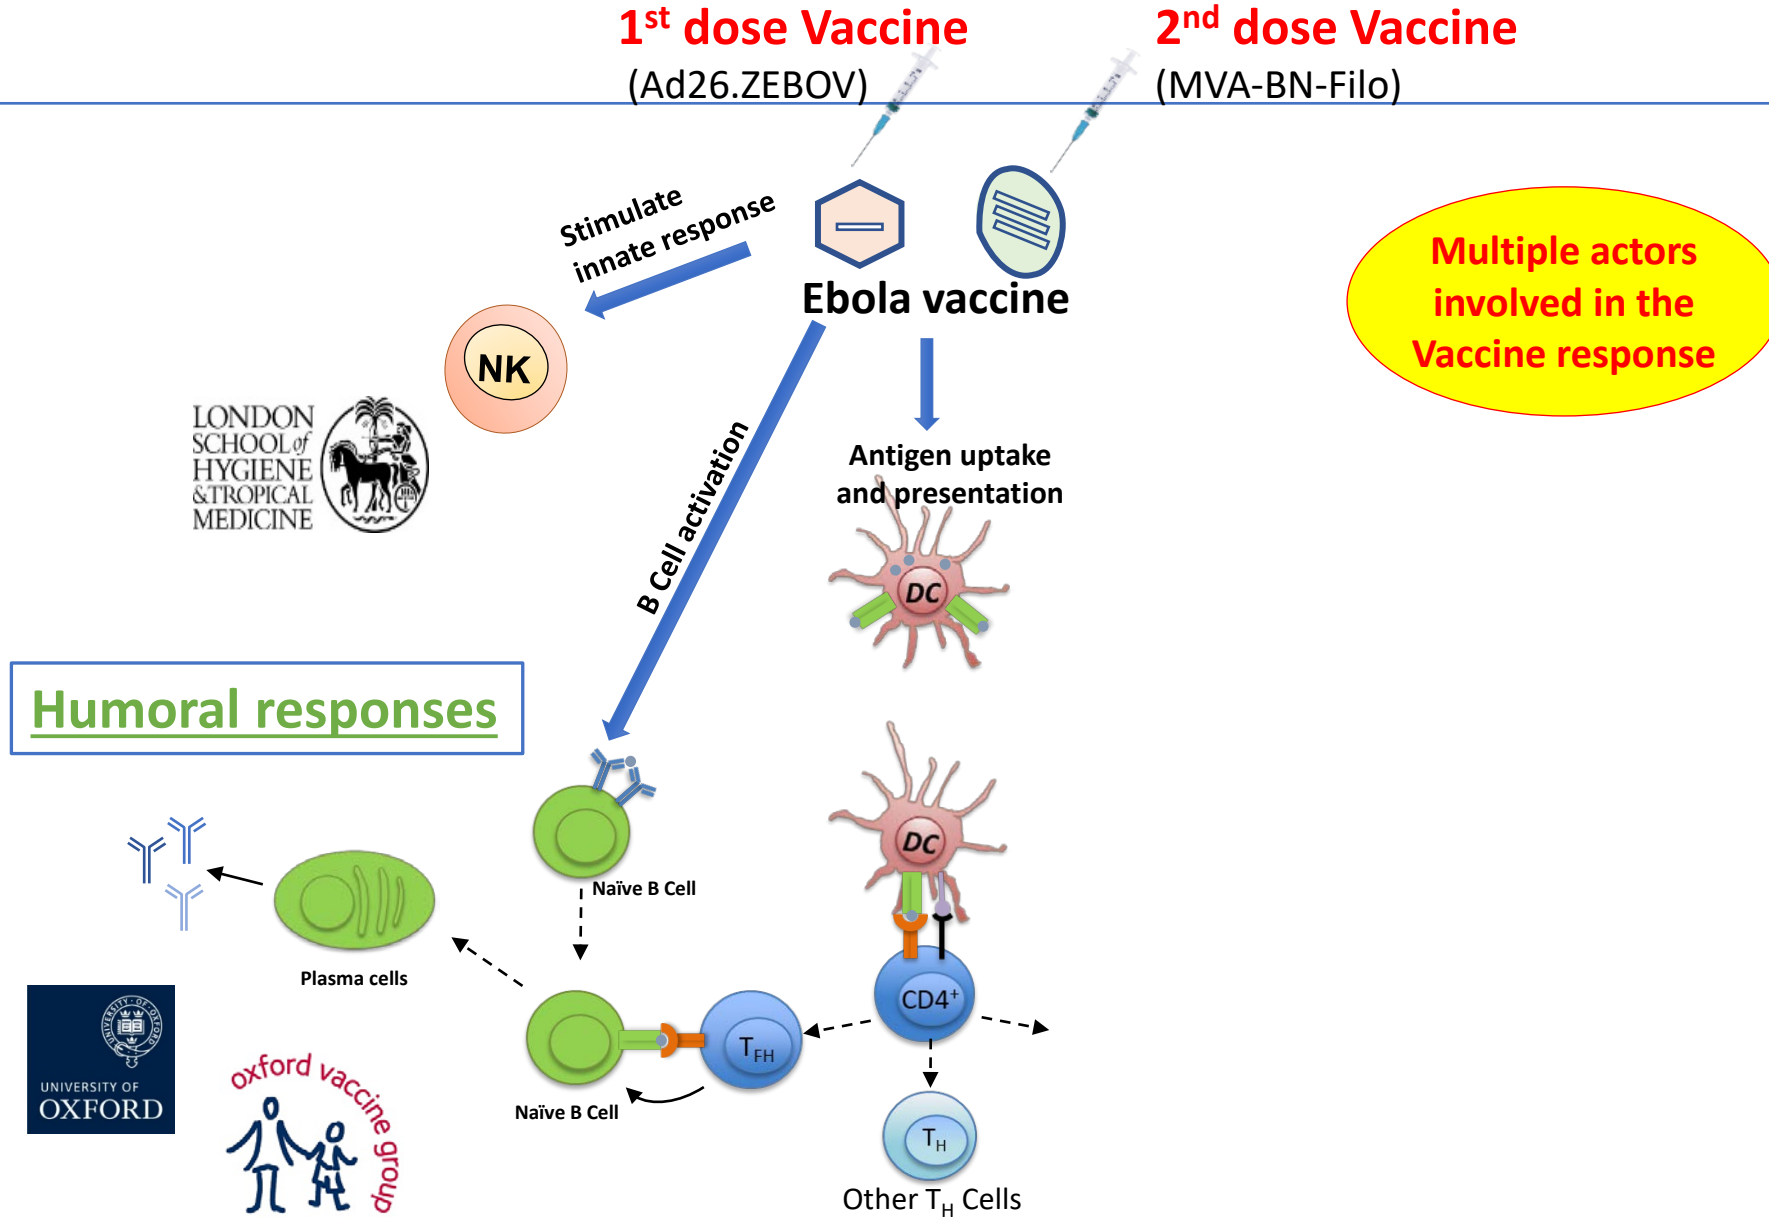 1st dose Vaccine
(Ad26.ZEBOV)
2nd dose Vaccine
(MVA-BN-Filo)
Stimulate
innate response
Ebola vaccine
Multiple actors
involved in the
Vaccine response
NK
LONDON
SCHOOL of
HYGIENE
&TROPICAL
MEDICINE
B Cell activation
Antigen uptake
and presentation
DC
Humoral responses
DC
Naïve B Cell
Plasma cells
CD4+
TFH
Naïve B Cell
TH
Other TH Cells
UNIVERSITY · OF · OXFORD
UNIVERSITY OF
OXFORD
oxford vaccine group